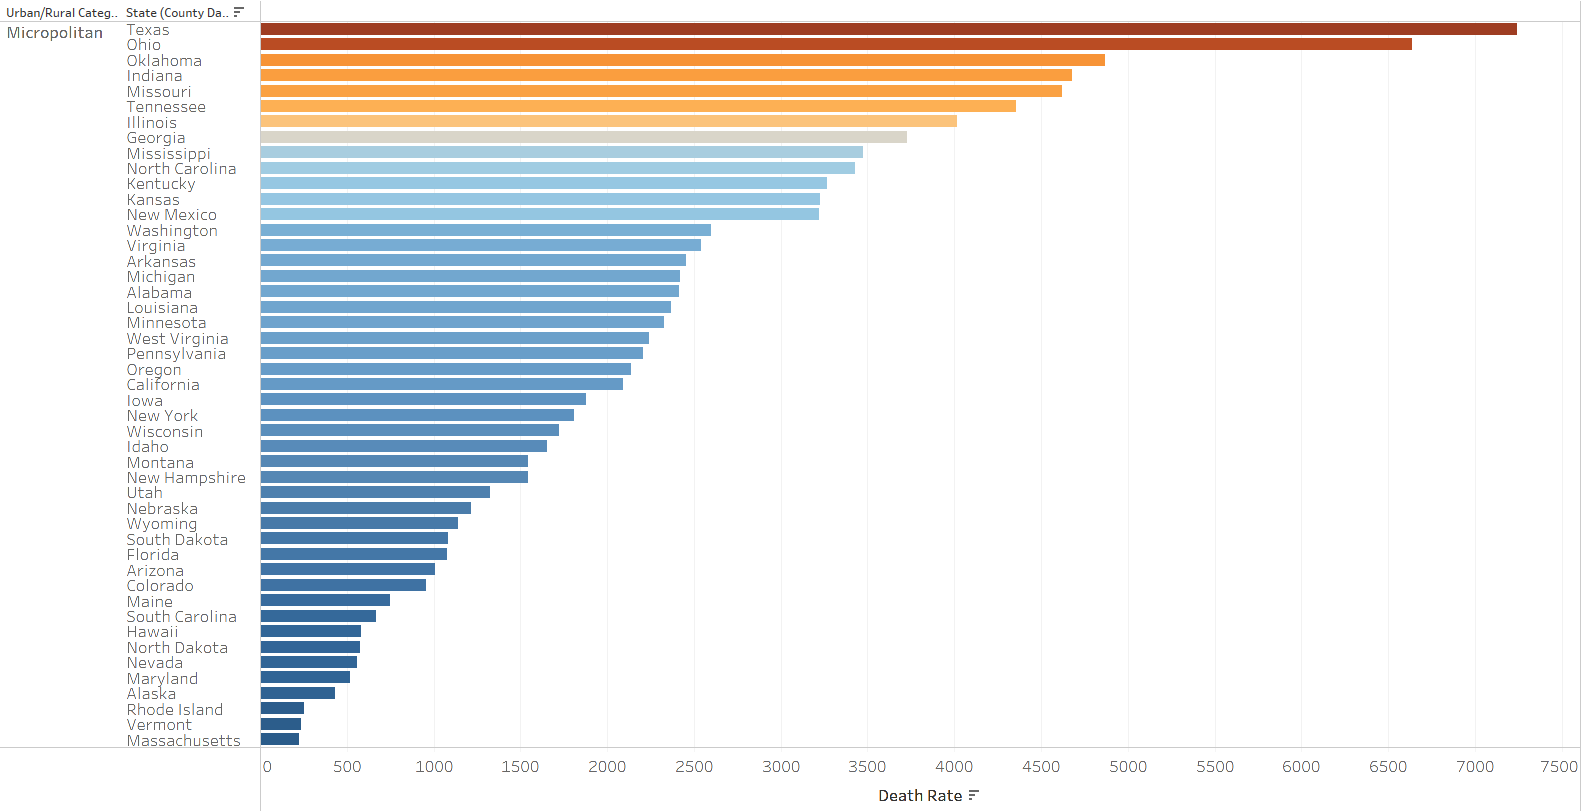 Urban/Rural Categ.. State (County Da..
Micropolitan
Texas
Ohio
Oklahoma
Indiana
Missouri
Tennessee
Illinois
Georgia
Mississippi
North Carolina
Kentucky
Kansas
New Mexico
Washington
Virginia
Arkansas
Michigan
Alabama
Louisiana
Minnesota
West Virginia
Pennsylvania
Oregon
California
Iowa
New York
Wisconsin
Idaho
Montana
New Hampshire
Utah
Nebraska
Wyoming
South Dakota
Florida
Arizona
Colorado
Maine
South Carolina
Hawaii
North Dakota
Nevada
Maryland
Alaska
Rhode Island
Vermont
Massachusetts
0 500 1000 1500 2000 2500 3000 3500 4000 4500 5000 5500 6000 6500 7000 7500
Death Rate